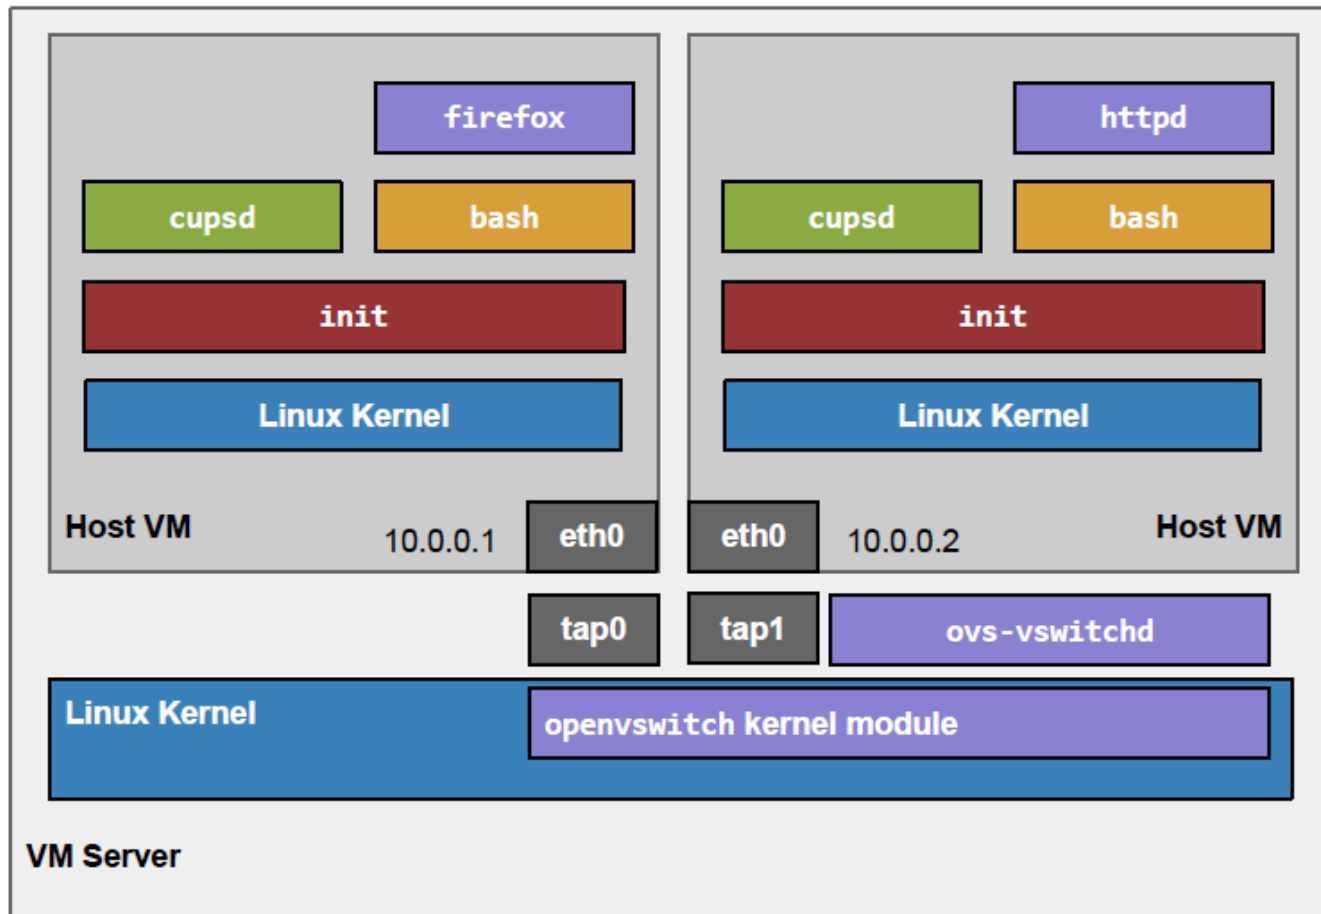 firefox
httpd
cupsd
bash
cupsd
bash
init
init
Linux Kernel
Linux Kernel
Host VM
10.0.0.1
eth0
eth0
10.0.0.2
Host VM
tap0
tap1
ovs-vswitchd
Linux Kernel
openvswitch kernel module
VM Server